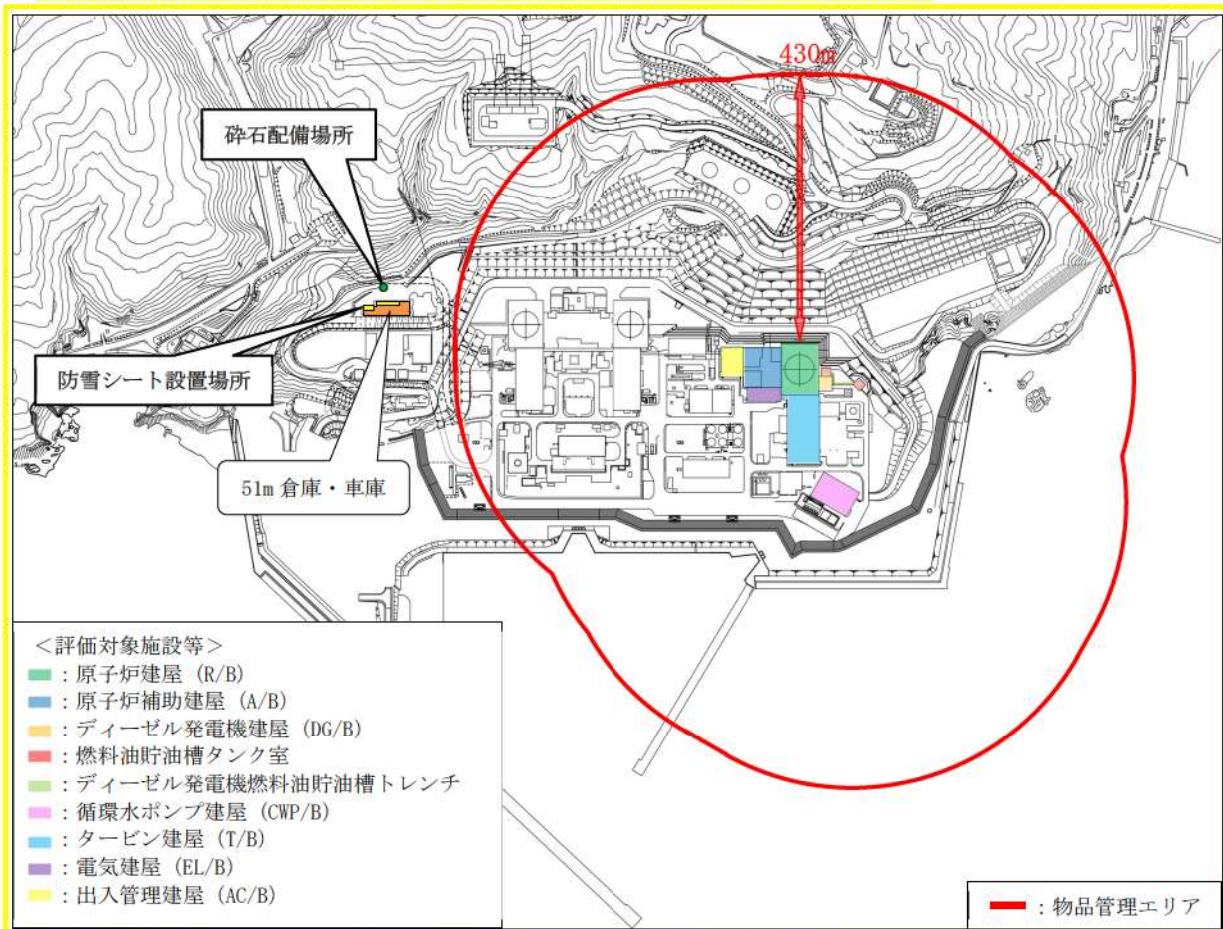 430m
砕石配備場所
防雪シート設置場所
51m 倉庫・車庫
＜評価対象施設等＞
：原子炉建屋 (R/B)
：原子炉補助建屋 (A/B)
：ディーゼル発電機建屋 (DG/B)
：燃料油貯油槽タンク室
：ディーゼル発電機燃料油貯油槽トレンチ
：循環水ポンプ建屋 (CWP/B)
：タービン建屋 (T/B)
：電気建屋 (EL/B)
：出入管理建屋 (AC/B)
：物品管理エリア